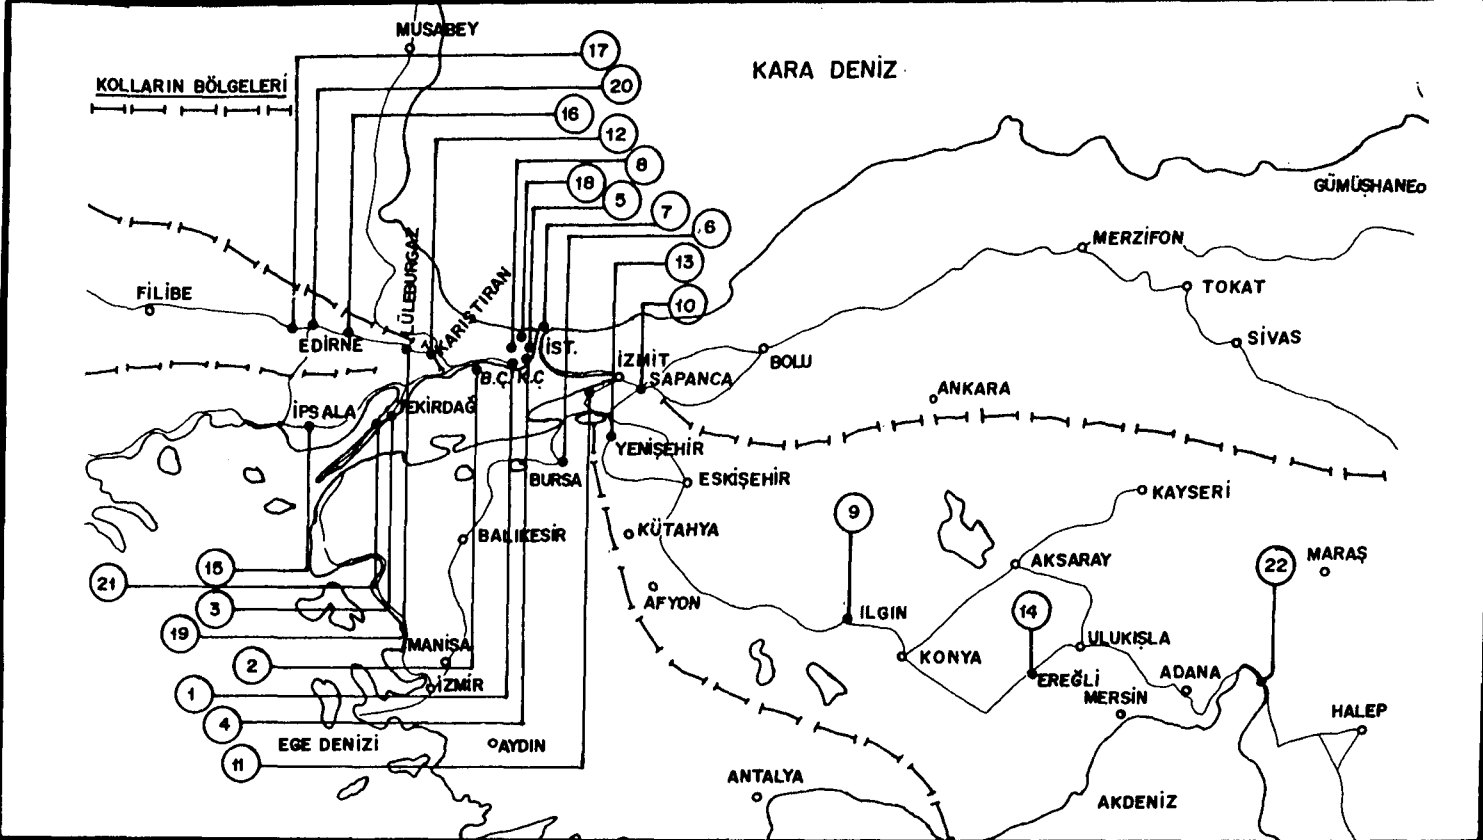 MUSABEY
17
KARA DENİZ
KOLLARIN BÖLGELERİ
20
16
12
8
18
5
GÜMÜŞHANE
7
6
MERZİFON
13
LÜLEBURGAZ
KARIŞTIRAN
FİLİBE
10
TOKAT
EDİRNE
İST.
SİVAS
İZMİT
BOLU
B.Ç.
K.Ç
SAPANCA
ANKARA
İPSALA
TEKİRDAĞ
YENİŞEHİR
BURSA
ESKİŞEHİR
KAYSERİ
9
KÜTAHYA
BALIKESİR
AKSARAY
22
MARAŞ
15
21
AFYON
3
14
ILGIN
19
MANİSA
ULUKIŞLA
KONYA
2
EREĞLİ
ADANA
İZMİR
1
MERSİN
4
HALEP
EGE DENİZİ
AYDIN
11
ANTALYA
AKDENİZ